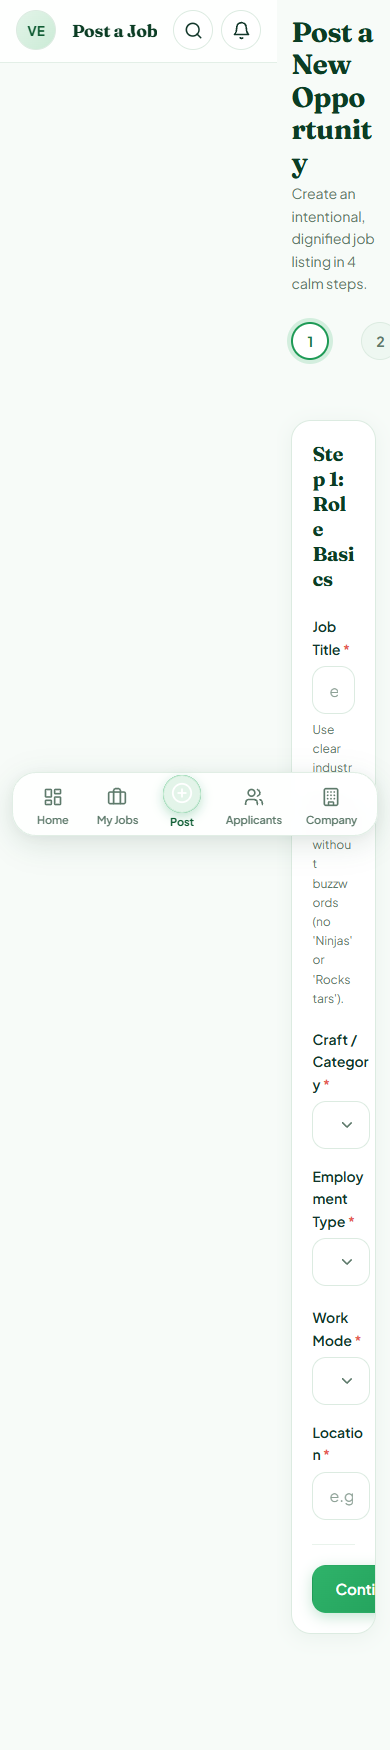 VE
Post a Job
Post a
New
Oppo
rtunit
y
Create an
intentional,
dignified job
listing in 4
calm steps.
1
2
Ste
p 1:
Rol
e
Basi
cs
Job
Title *
e
Use
clear
industr
Home
My Jobs
Post
Applicants
Company
withou
t
buzzw
ords
(no
'Ninjas'
or
'Rocks
tars').
Craft /
Categor
y *
Employ
ment
Type *
Work
Mode *
Locatio
n *
e.g
Conti